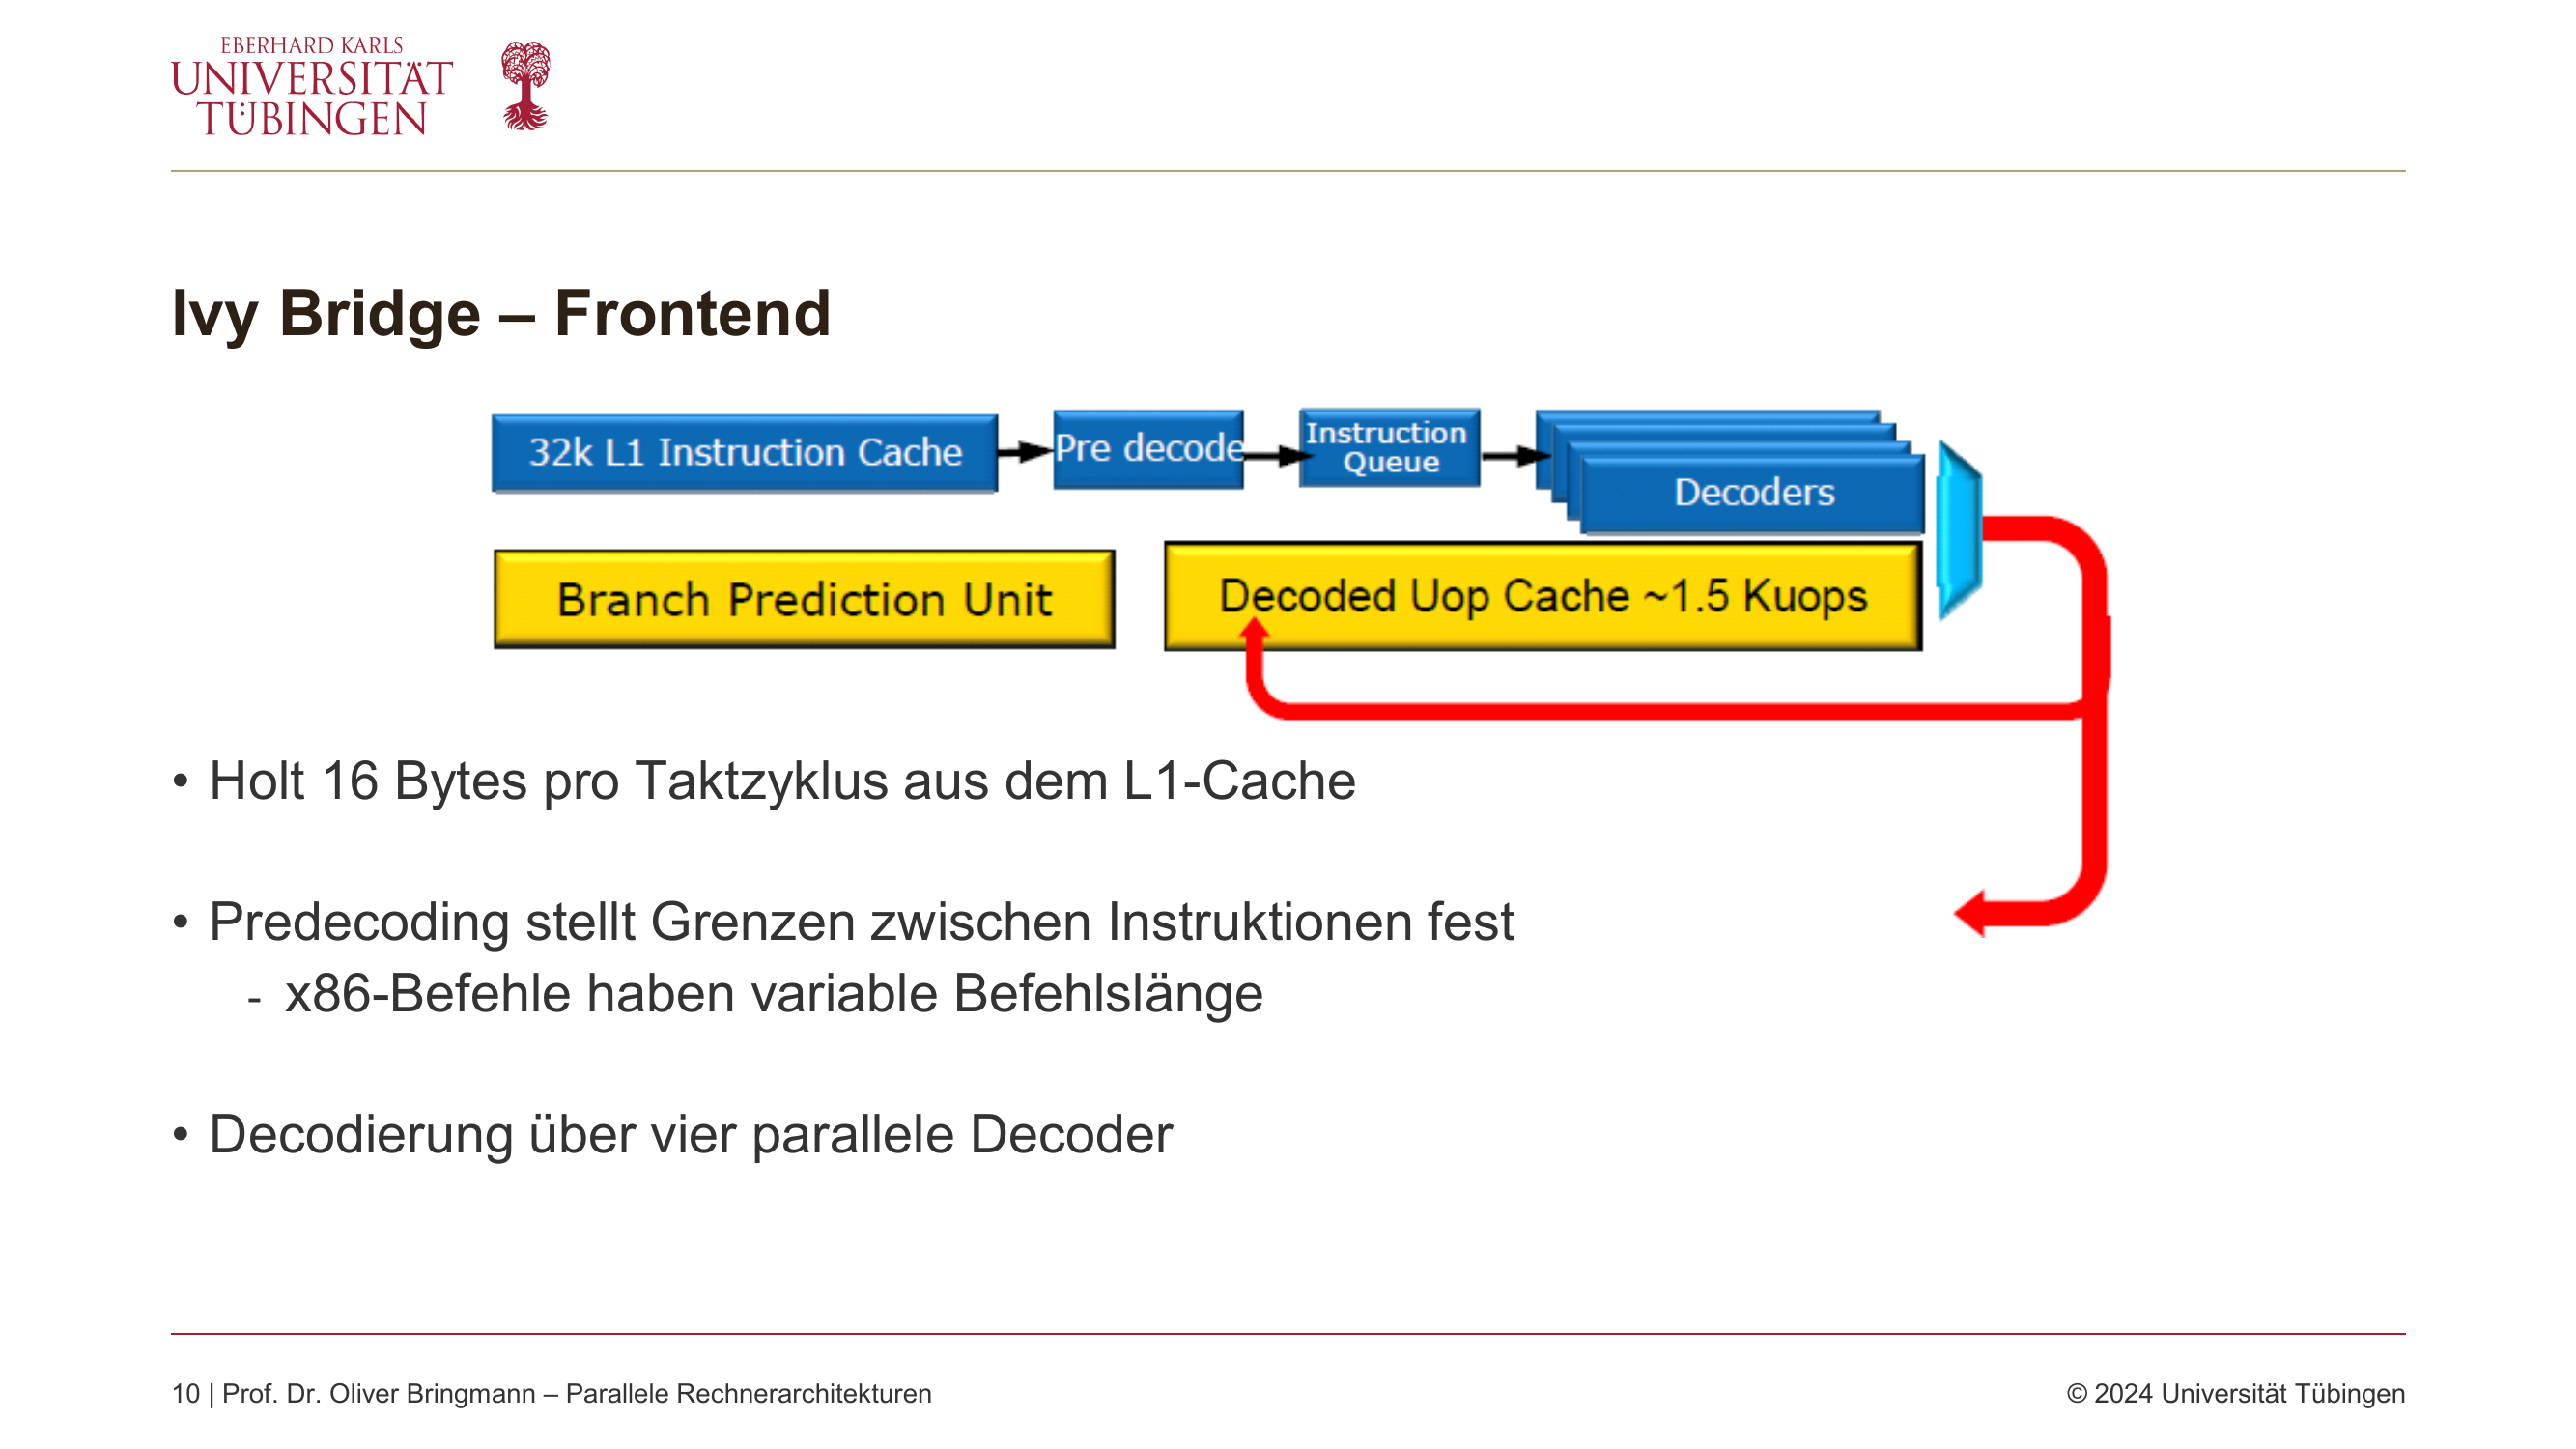 EBERHARD KARLS
UNIVERSITÄT
TÜBINGEN
Ivy Bridge – Frontend
32k L1 Instruction Cache
Pre decode
Instruction
Queue
Decoders
Branch Prediction Unit
Decoded Uop Cache ~1.5 Kuops
• Holt 16 Bytes pro Taktzyklus aus dem L1-Cache
• Predecoding stellt Grenzen zwischen Instruktionen fest
- x86-Befehle haben variable Befehlslänge
• Decodierung über vier parallele Decoder
10 | Prof. Dr. Oliver Bringmann – Parallele Rechnerarchitekturen
© 2024 Universität Tübingen